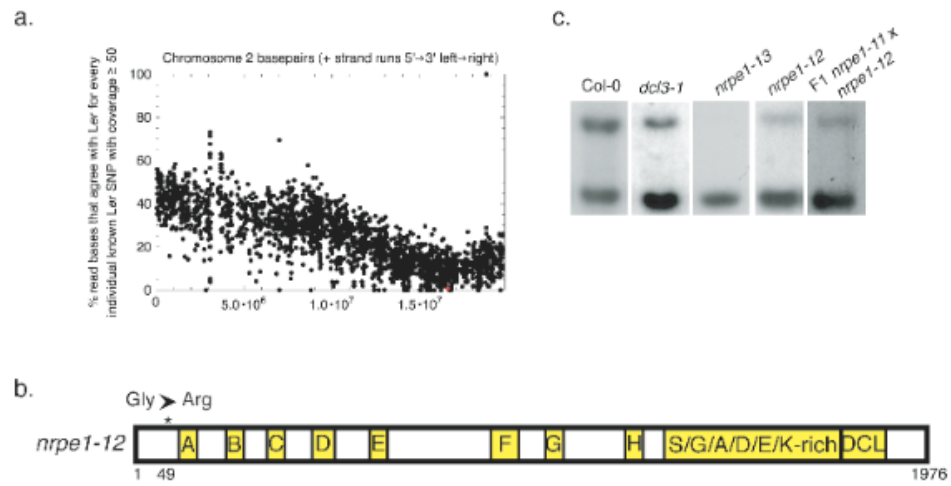 a.
Chromosome 2 basepairs (+ strand runs 5'→3' left→right)
% read bases that agree with Ler for every
individual known Ler SNP with coverage ≥ 50
100
80
60
40
20
0
0
5.0•10⁶
1.0•10⁷
1.5•10⁷
c.
Col-0
dcl3-1
nrpe1-13
nrpe1-12
F1 nrpe1-11 x
nrpe1-12
b.
Gly ➤ Arg
*
nrpe1-12
A B C D E F G H S/G/A/D/E/K-rich DCL
1 49 1976